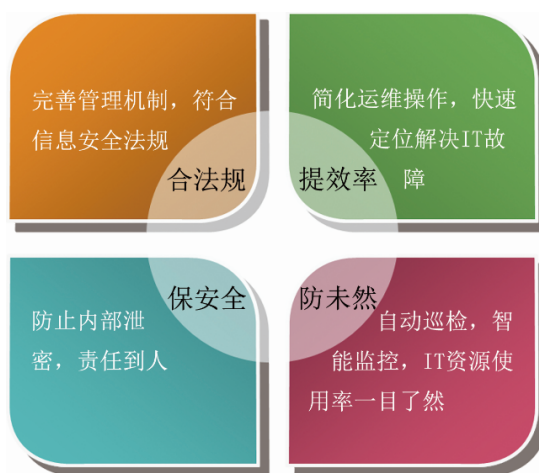 完善管理机制，符合
信息安全法规
合法规
简化运维操作，快速
定位解决IT故
障
提效率
保安全
防止内部泄
密，责任到人
防未然
自动巡检，智
能监控，IT资源使
用率一目了然